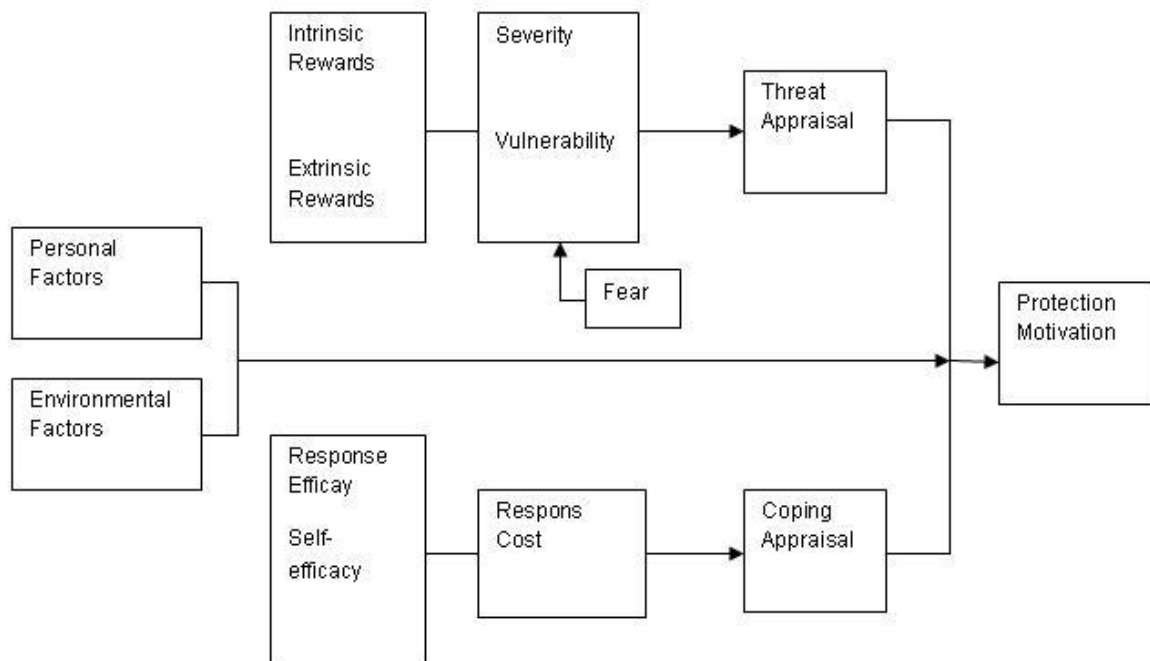 Intrinsic
Rewards
Extrinsic
Rewards
Severity
Vulnerability
Threat
Appraisal
Personal
Factors
Fear
Protection
Motivation
Environmental
Factors
Response
Efficay
Self-
efficacy
Respons
Cost
Coping
Appraisal